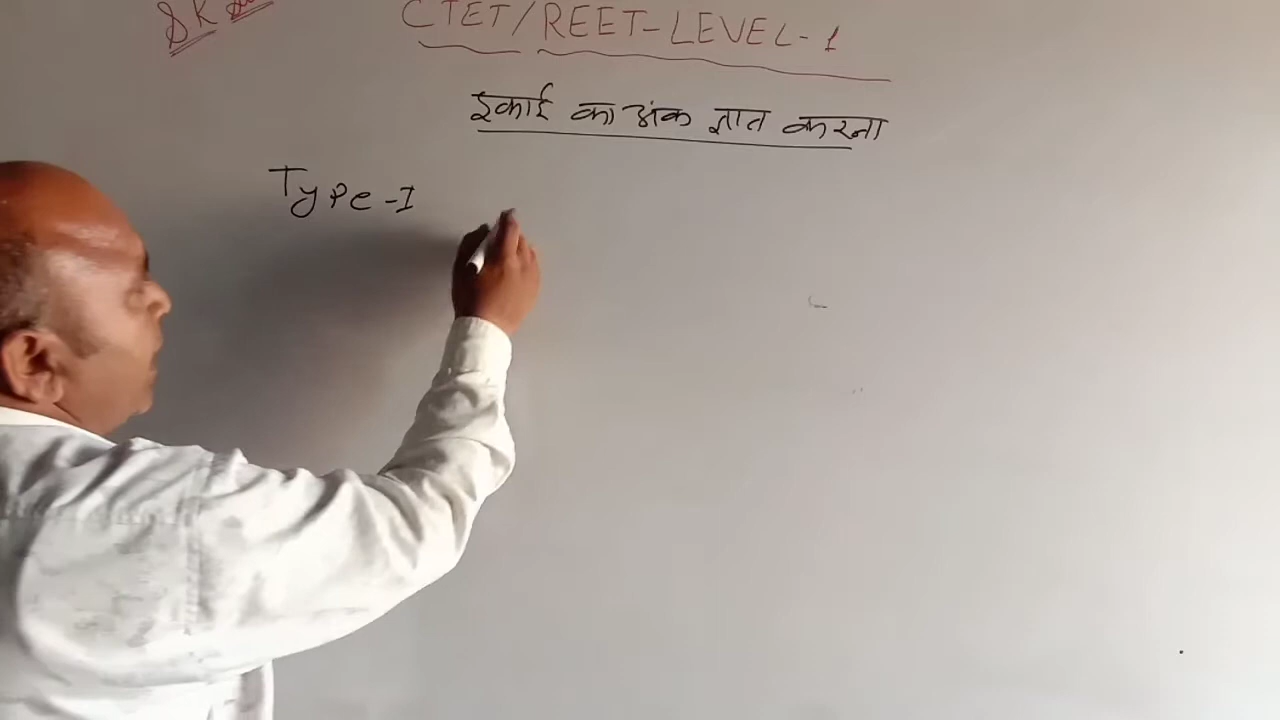 SK
CTET/REET-LEVEL-1
इकाई का अंक ज्ञात करना
Type-I